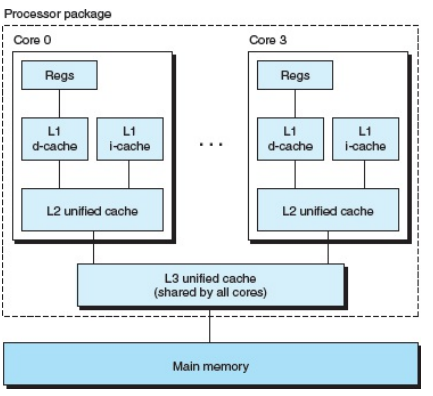 Processor package
Core 0
Core 3
Regs
Regs
L1
d-cache
L1
i-cache
. . .
L1
d-cache
L1
i-cache
L2 unified cache
L2 unified cache
L3 unified cache
(shared by all cores)
Main memory